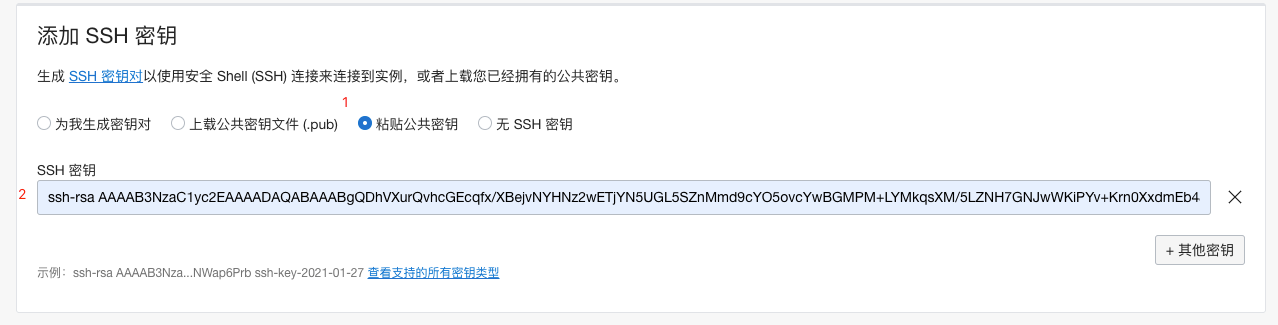 添加 SSH 密钥
生成 SSH 密钥对以使用安全 Shell (SSH) 连接来连接到实例，或者上载您已经拥有的公共密钥。
1
为我生成密钥对 上载公共密钥文件 (.pub) 粘贴公共密钥 无 SSH 密钥
SSH 密钥
2 ssh-rsa AAAAB3NzaC1yc2EAAAADAQABAAABgQDhVXurQvhcGEcqfx/XBejvNYHNz2wETjYN5UGL5SZnMmd9cYO5ovcYwBGMPM+LYMkqsXM/5LZNH7GNJwWKiPYv+Krn0XxdmEb4
+ 其他密钥
示例：ssh-rsa AAAAB3Nza...NWap6Prb ssh-key-2021-01-27 查看支持的所有密钥类型